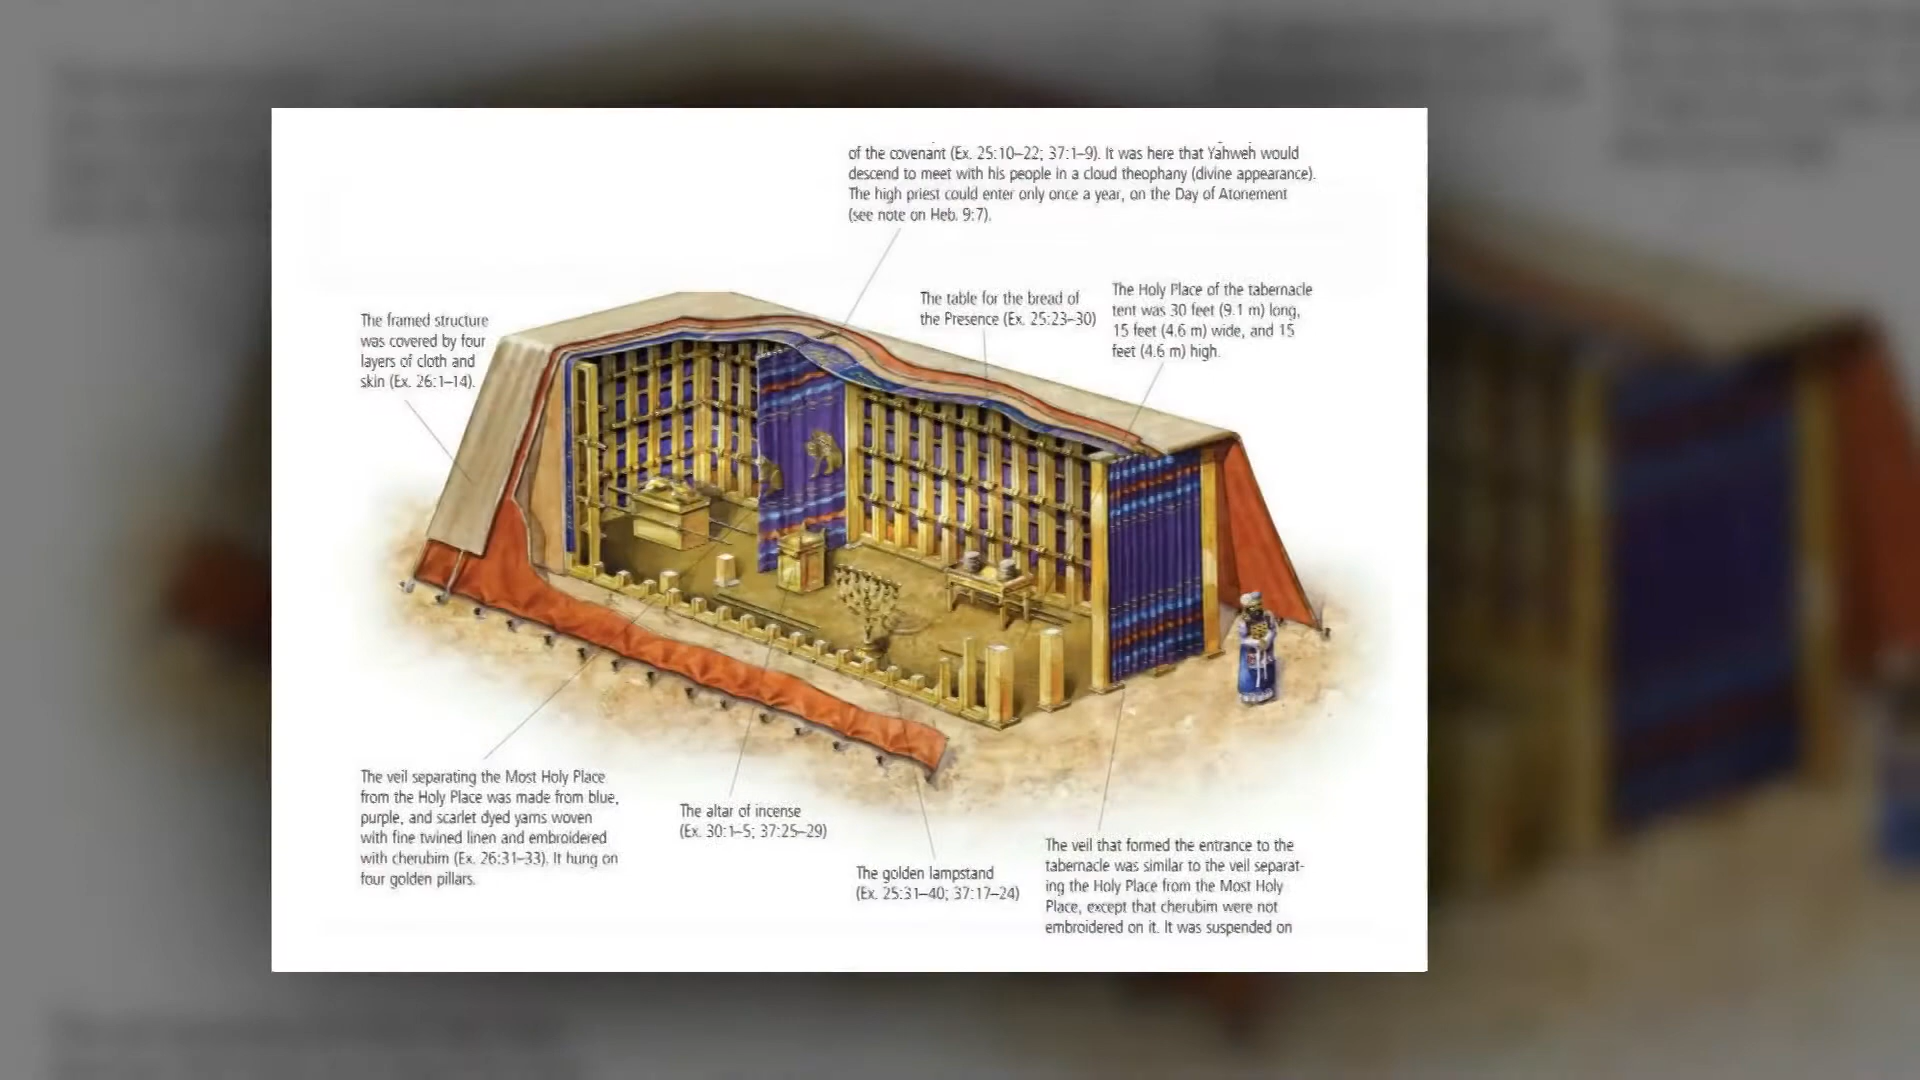 of the covenant (Ex. 25:10–22; 37:1–9). It was here that Yahweh would
descend to meet with his people in a cloud theophany (divine appearance).
The high priest could enter only once a year, on the Day of Atonement
(see note on Heb. 9:7).
The framed structure
was covered by four
layers of cloth and
skin (Ex. 26:1–14).
The table for the bread of
the Presence (Ex. 25:23–30)
The Holy Place of the tabernacle
tent was 30 feet (9.1 m) long,
15 feet (4.6 m) wide, and 15
feet (4.6 m) high.
The veil separating the Most Holy Place
from the Holy Place was made from blue,
purple, and scarlet dyed yarns woven
with fine twined linen and embroidered
with cherubim (Ex. 26:31–33). It hung on
four golden pillars.
The altar of incense
(Ex. 30:1–5; 37:25–29)
The golden lampstand
(Ex. 25:31–40; 37:17–24)
The veil that formed the entrance to the
tabernacle was similar to the veil separat-
ing the Holy Place from the Most Holy
Place, except that cherubim were not
embroidered on it. It was suspended on